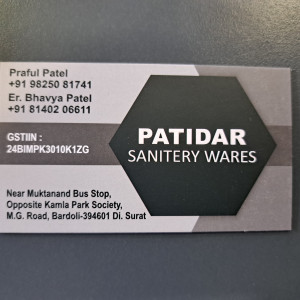 Praful Patel
+91 98250 81741
Er. Bhavya Patel
+91 81402 06611
GSTIIN :
24BIMPK3010K1ZG
PATIDAR
SANITERY WARES
Near Muktanand Bus Stop,
Opposite Kamla Park Society,
M.G. Road, Bardoli-394601 Di. Surat